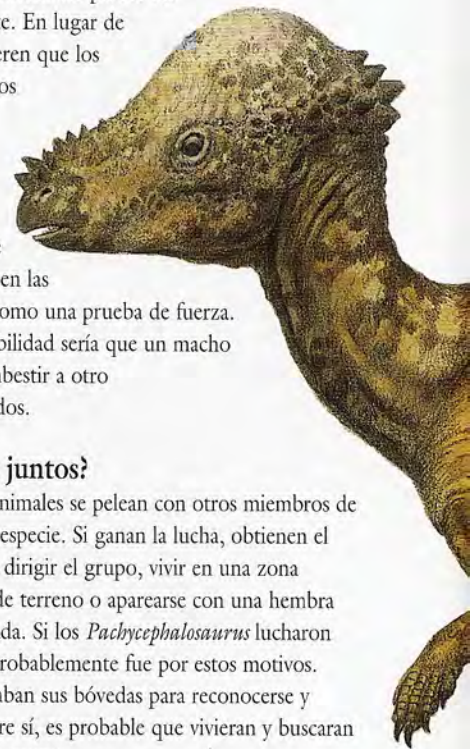 e. En lugar de
eren que los
os
en las
omo una prueba de fuerza.
bilidad sería que un macho
bestir a otro
dos.
juntos?
nimales se pelean con otros miembros de
especie. Si ganan la lucha, obtienen el
dirigir el grupo, vivir en una zona
de terreno o aparearse con una hembra
da. Si los Pachycephalosaurus lucharon
robablemente fue por estos motivos.
aban sus bóvedas para reconocerse y
re sí, es probable que vivieran y buscaran